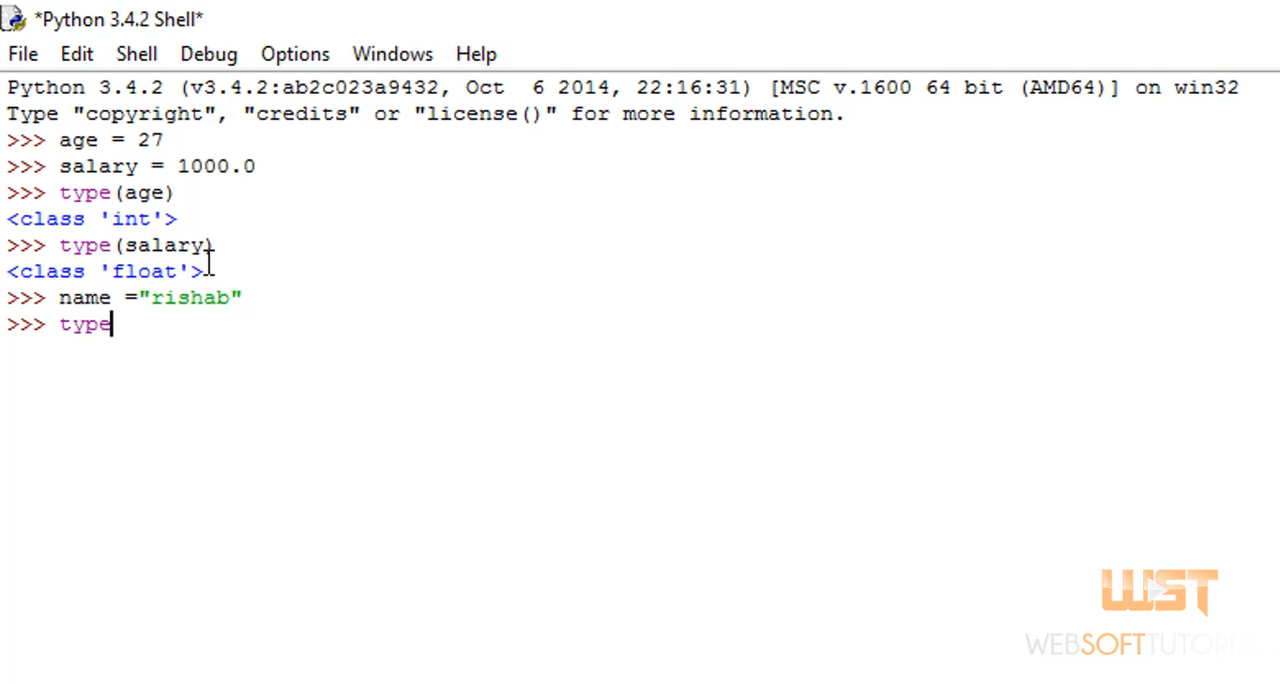 *Python 3.4.2 Shell*
File Edit Shell Debug Options Windows Help
Python 3.4.2 (v3.4.2:ab2c023a9432, Oct  6 2014, 22:16:31) [MSC v.1600 64 bit (AMD64)] on win32
Type "copyright", "credits" or "license()" for more information.
>>> age = 27
>>> salary = 1000.0
>>> type(age)
<class 'int'>
>>> type(salary)
<class 'float'>
>>> name ="rishab"
>>> type
WST
WEBSOFTTUTORIA